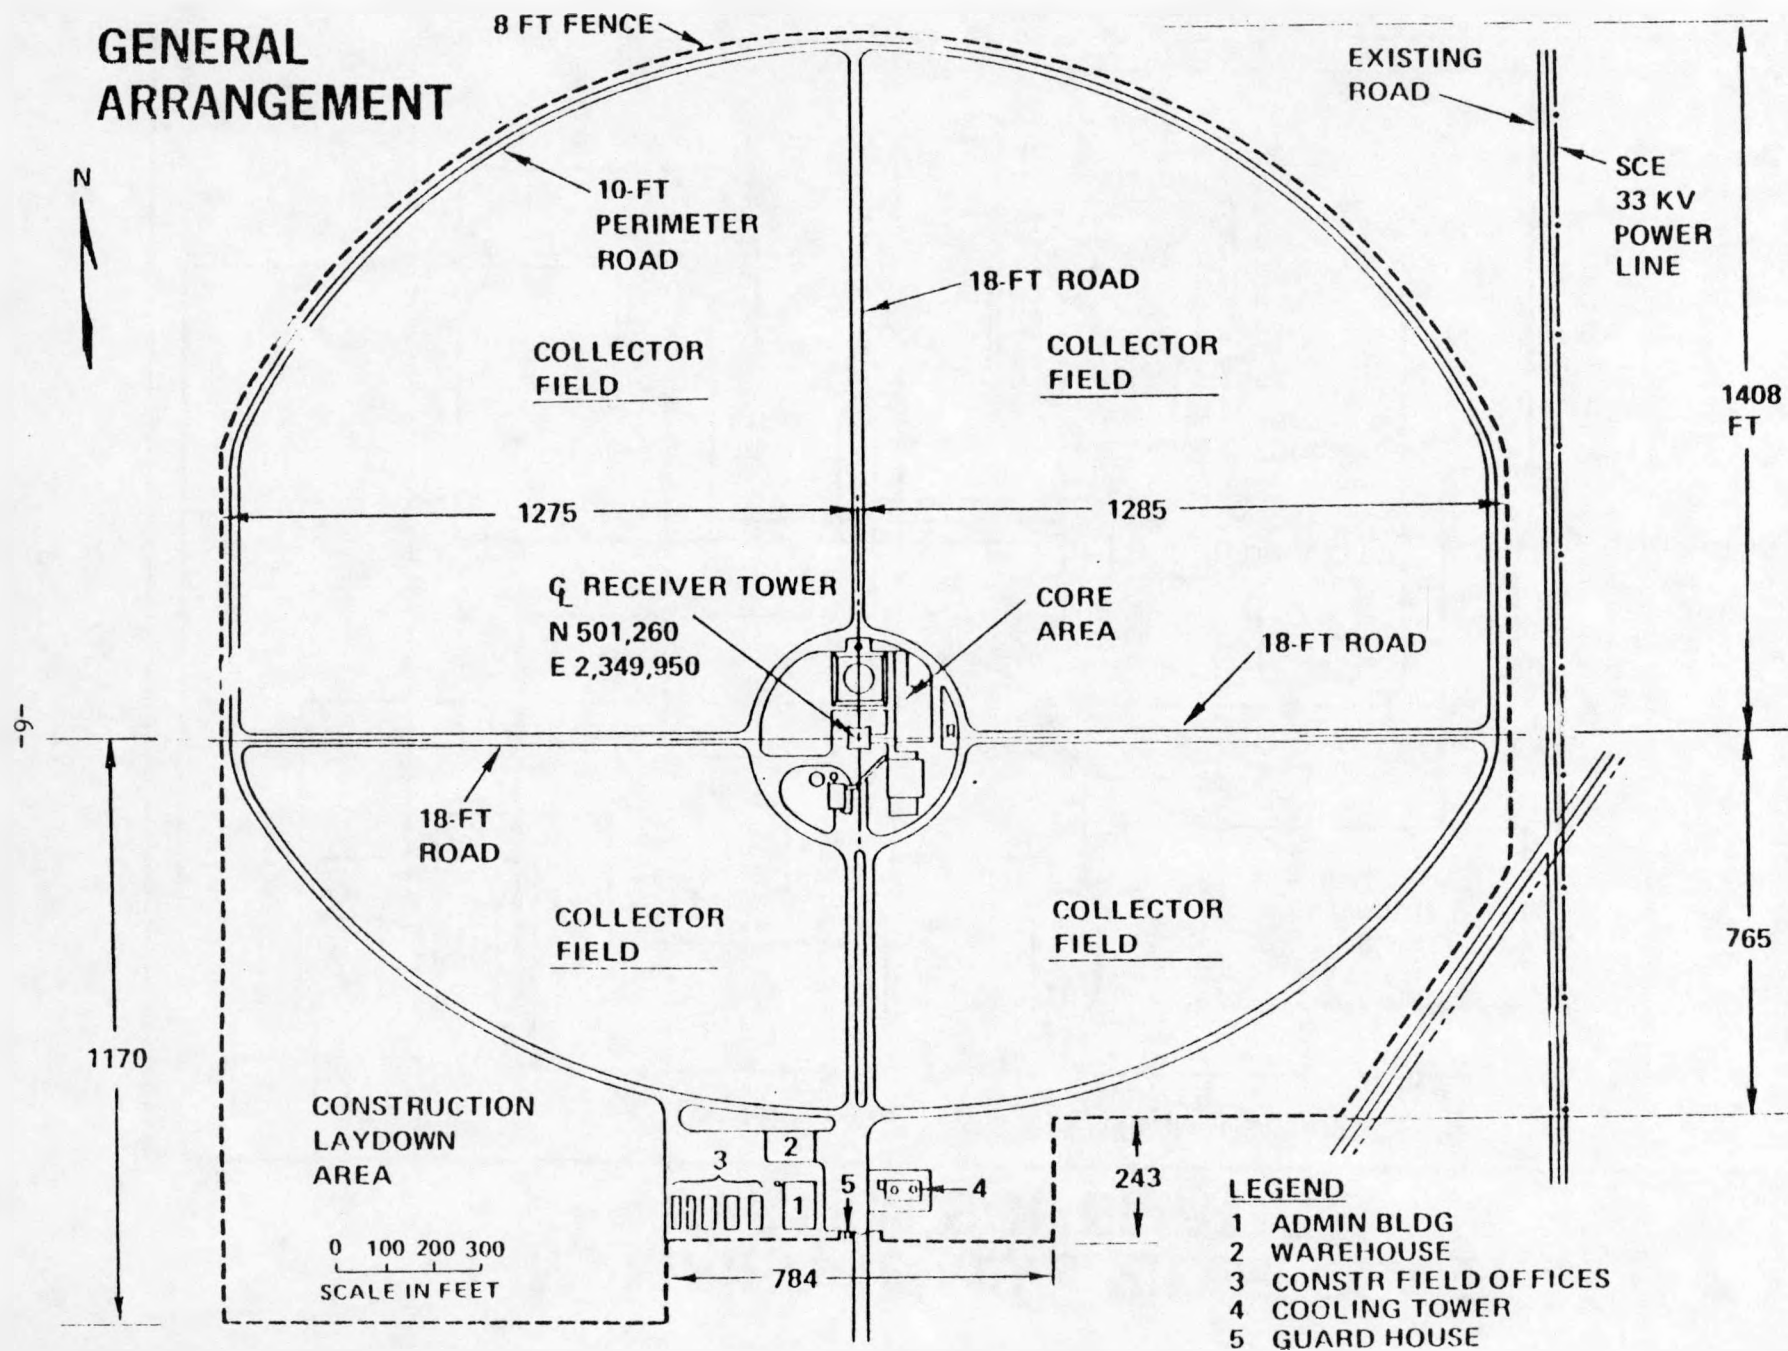 GENERAL
ARRANGEMENT
8 FT FENCE
EXISTING
ROAD
N
10-FT
PERIMETER
ROAD
SCE
33 KV
POWER
LINE
18-FT ROAD
COLLECTOR
FIELD
COLLECTOR
FIELD
1408
FT
1275
1285
℄ RECEIVER TOWER
N 501,260
E 2,349,950
CORE
AREA
18-FT ROAD
-9-
18-FT
ROAD
COLLECTOR
FIELD
COLLECTOR
FIELD
765
1170
CONSTRUCTION
LAYDOWN
AREA
2
3
1
5
4
243
0 100 200 300
SCALE IN FEET
784
LEGEND
1 ADMIN BLDG
2 WAREHOUSE
3 CONSTR FIELD OFFICES
4 COOLING TOWER
5 GUARD HOUSE